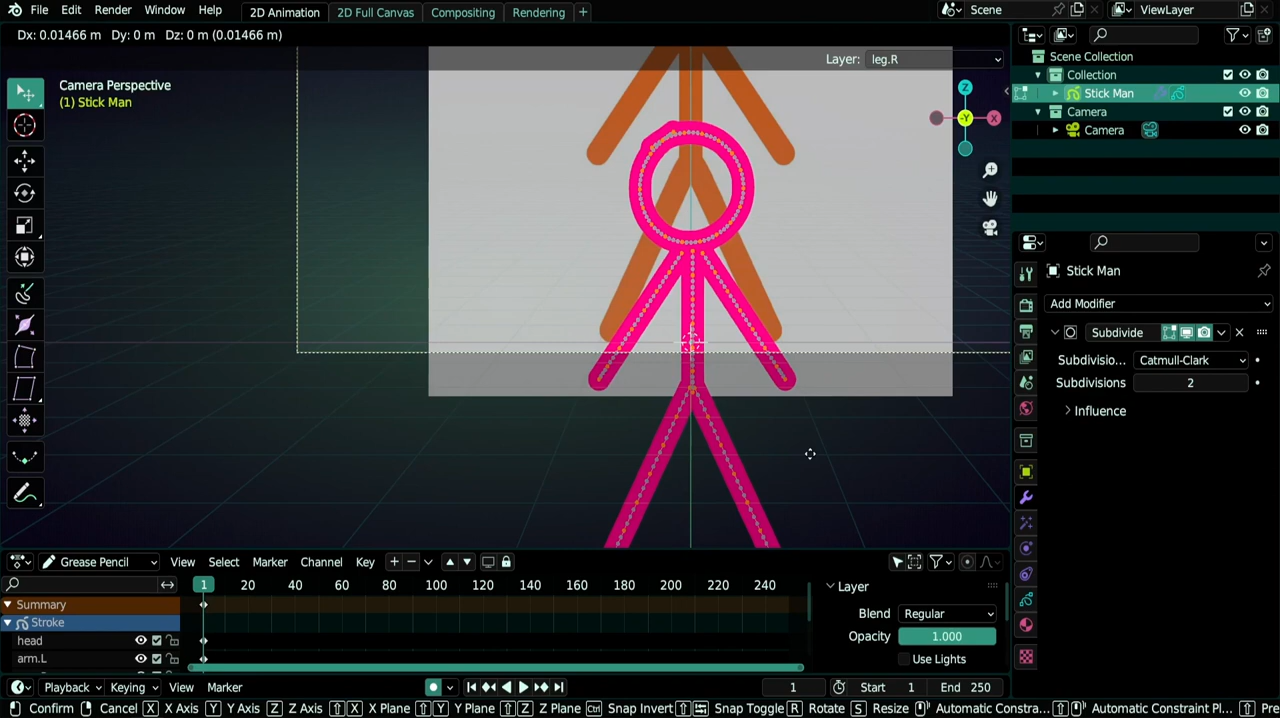 File Edit Render Window Help 2D Animation 2D Full Canvas Compositing Rendering + Scene ViewLayer
Dx: 0.01466 m Dy: 0 m Dz: 0 m (0.01466 m)
Layer: leg.R
Camera Perspective
(1) Stick Man
Z
-Y
X
Scene Collection
Collection
Stick Man
Camera
Camera
Stick Man
Add Modifier
Subdivide
Subdivisio... Catmull-Clark
Subdivisions 2
Influence
Grease Pencil View Select Marker Channel Key
1 20 40 60 80 100 120 140 160 180 200 220 240
Summary
Stroke
head
arm.L
Layer
Blend Regular
Opacity 1.000
Use Lights
Playback Keying View Marker 1 Start 1 End 250
Confirm Cancel X X Axis Y Y Axis Z Z Axis X X Plane Y Y Plane Z Z Plane Ctrl Snap Invert Snap Toggle R Rotate S Resize Automatic Constra... Automatic Constraint Pl... Pre